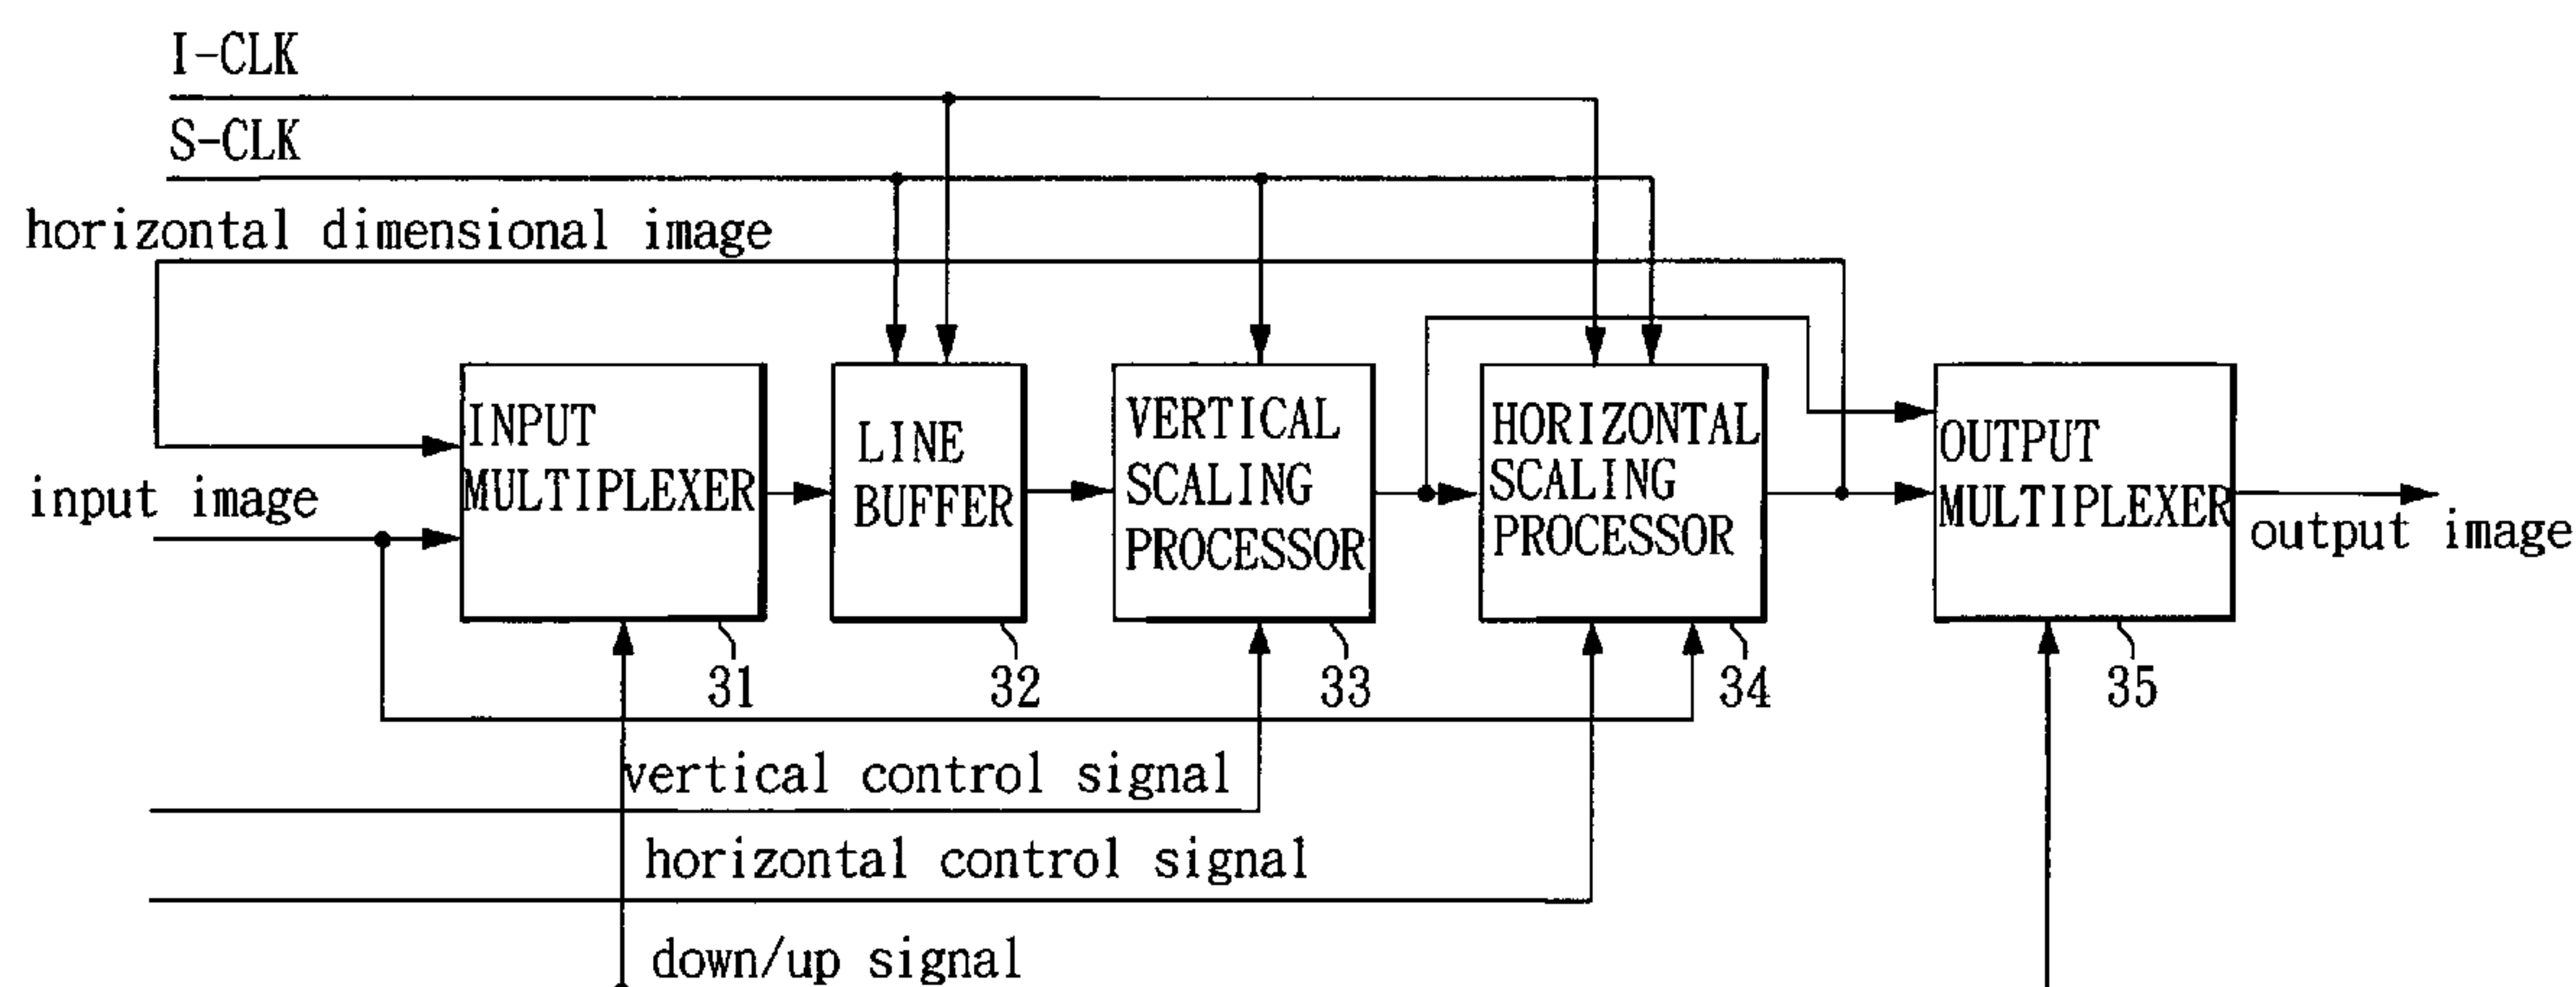 I-CLK
S-CLK
horizontal dimensional image
input image
INPUT
MULTIPLEXER
LINE
BUFFER
VERTICAL
SCALING
PROCESSOR
HORIZONTAL
SCALING
PROCESSOR
OUTPUT
MULTIPLEXER
output image
31
32
33
34
35
vertical control signal
horizontal control signal
down/up signal